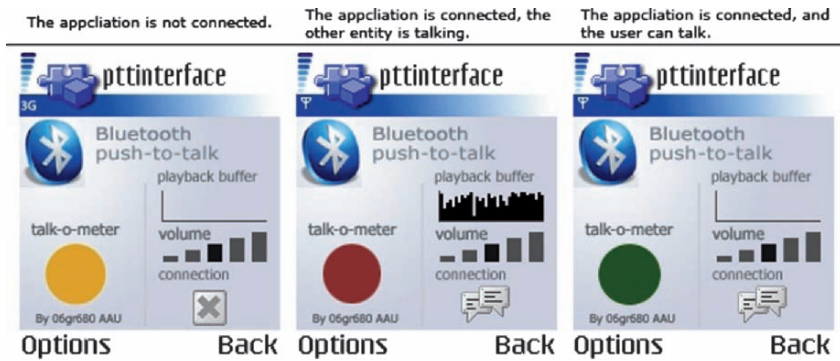 The appcliation is not connected.
The appcliation is connected, the
other entity is talking.
The appcliation is connected, and
the user can talk.
pttinterface
3G
Bluetooth
push-to-talk
playback buffer
talk-o-meter
volume
connection
By 06gr680 AAU
Options Back
pttinterface
Bluetooth
push-to-talk
playback buffer
talk-o-meter
volume
connection
By 06gr680 AAU
Options Back
pttinterface
Bluetooth
push-to-talk
playback buffer
talk-o-meter
volume
connection
By 06gr680 AAU
Options Back